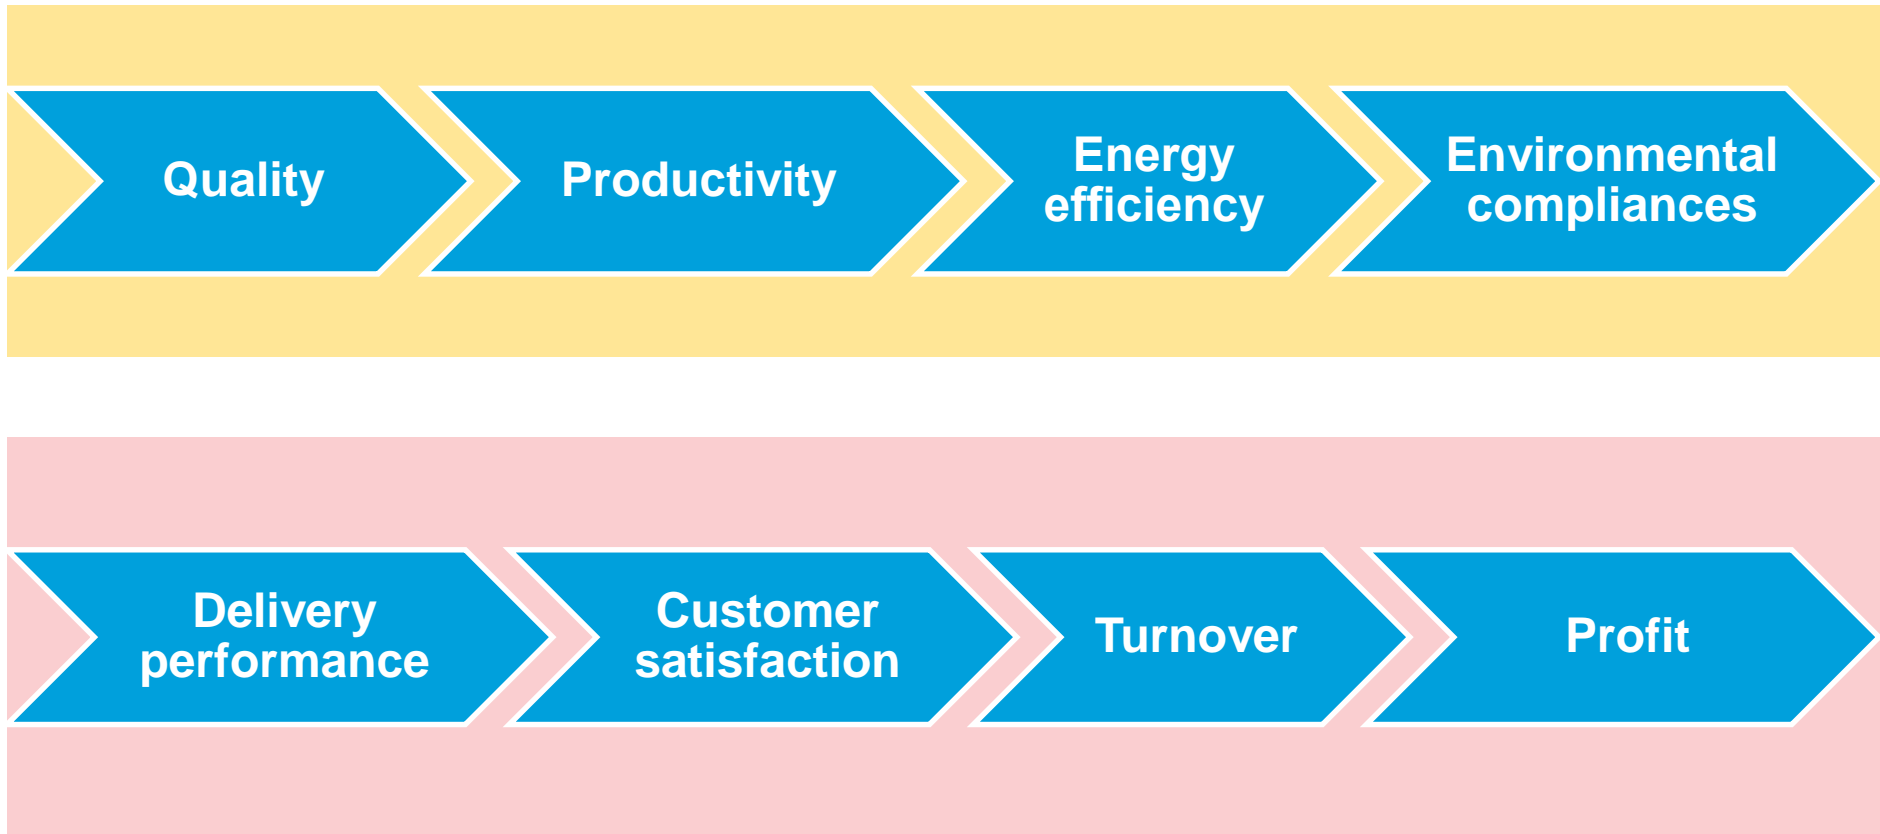 Quality
Productivity
Energy
efficiency
Environmental
compliances
Delivery
performance
Customer
satisfaction
Turnover
Profit